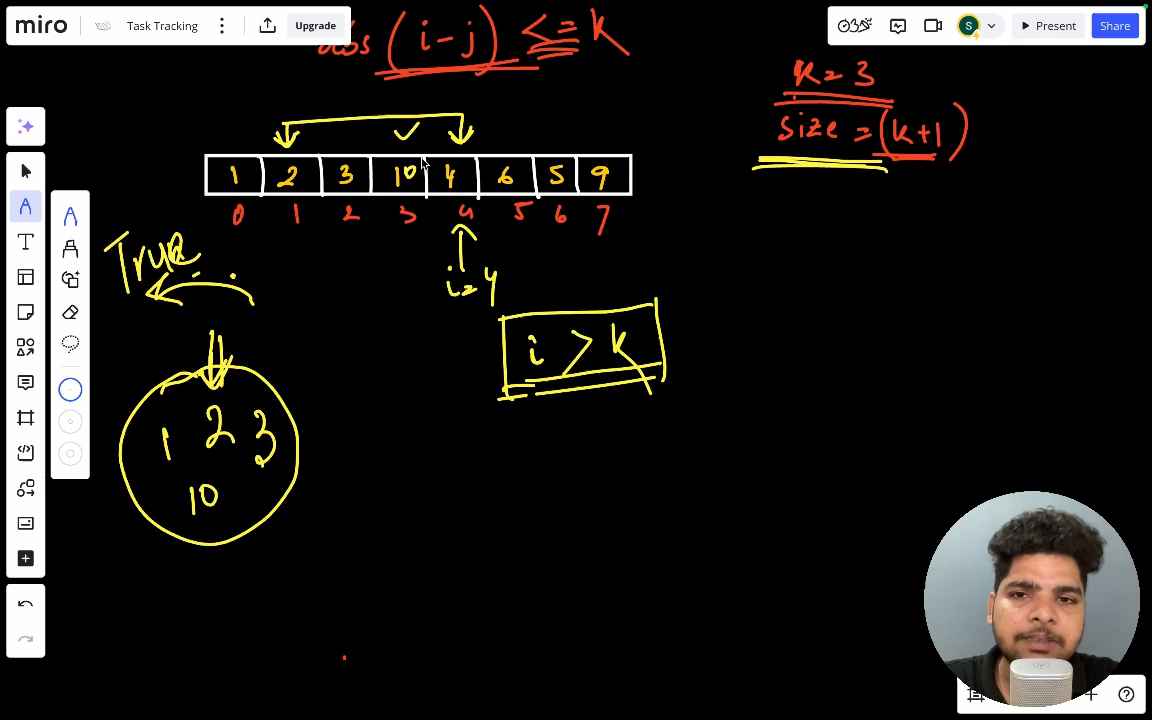 miro
Task Tracking
Upgrade
Present
Share
S
(i-j) <= k
k = 3
size = (k+1)
1 2 3 10 4 6 5 9
0 1 2 3 4 5 6 7
True
i=4
i > k
1 2 3
10